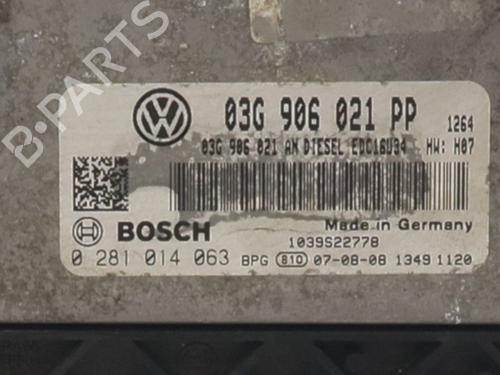 B-PARTS
03G 906 021 PP 1264
03G 906 021 AN DIESEL EDC16U34 HW: H07
BOSCH
Made in Germany
1039S22778
0 281 014 063 BPG 810 07-08-08 1349 1120